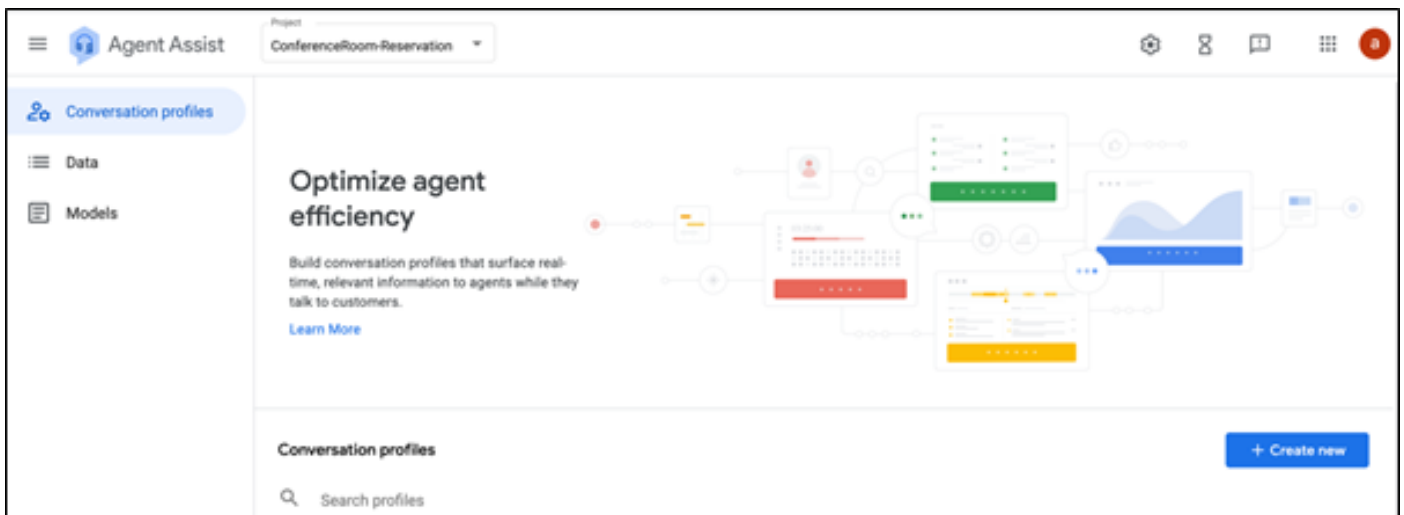 Agent Assist
Project
ConferenceRoom-Reservation
a
Conversation profiles
Data
Models
Optimize agent
efficiency
Build conversation profiles that surface real-
time, relevant information to agents while they
talk to customers.
Learn More
Conversation profiles
+ Create new
Search profiles